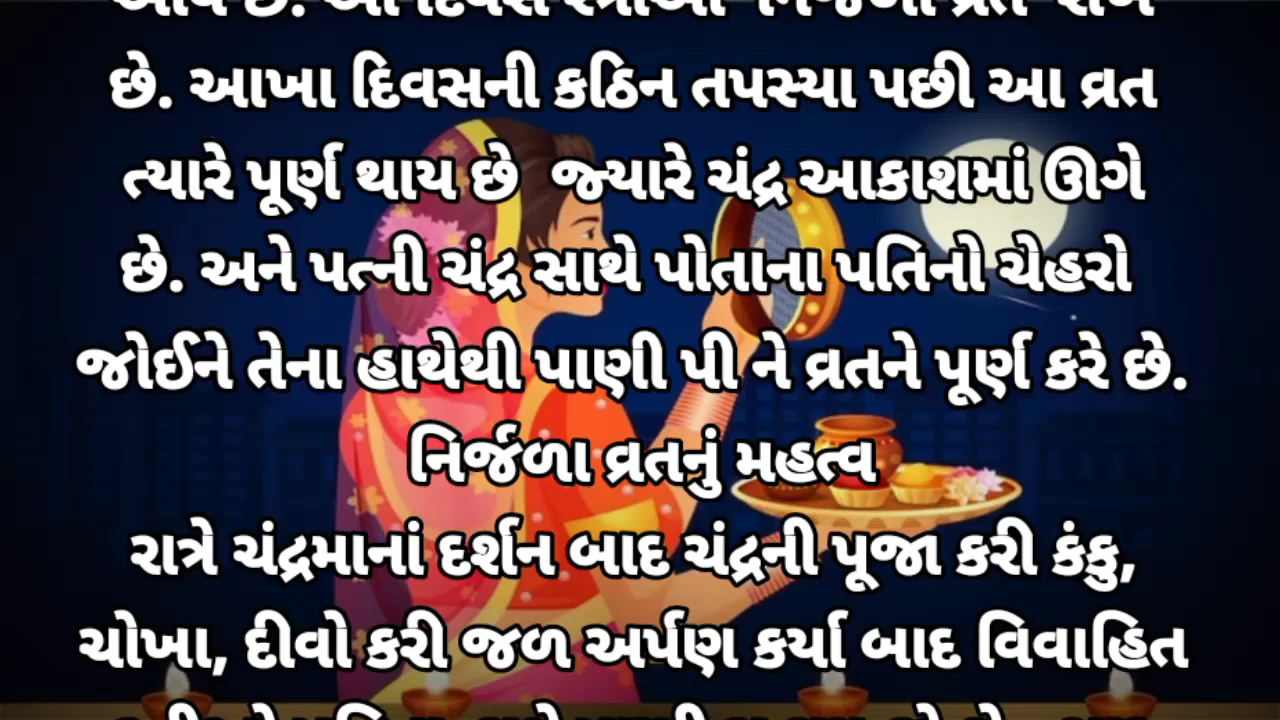 છે. આખા દિવસની કઠિન તપસ્યા પછી આ વ્રત
ત્યારે પૂર્ણ થાય છે જ્યારે ચંદ્ર આકાશમાં ઊગે
છે. અને પત્ની ચંદ્ર સાથે પોતાના પતિનો ચેહરો
જોઈને તેના હાથેથી પાણી પી ને વ્રતને પૂર્ણ કરે છે.
નિર્જળા વ્રતનું મહત્વ
રાત્રે ચંદ્રમાનાં દર્શન બાદ ચંદ્રની પૂજા કરી કંકુ,
ચોખા, દીવો કરી જળ અર્પણ કર્યા બાદ વિવાહિત